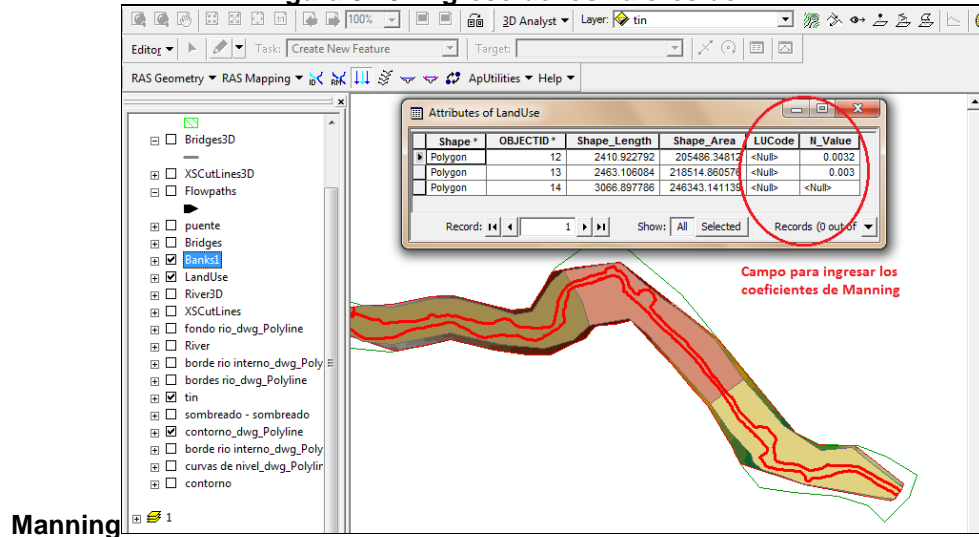 100%
3D Analyst
Layer:
tin
Editor
Task:
Create New Feature
Target:
RAS Geometry
RAS Mapping
ApUtilities
Help
Attributes of LandUse
Shape * OBJECTID * Shape_Length Shape_Area LUCode N_Value
Polygon 12 2410.922792 205486.34812 <Null> 0.0032
Polygon 13 2463.106084 218514.860576 <Null> 0.003
Polygon 14 3066.897786 246343.141139 <Null> <Null>
Record: 1 Show: All Selected Records (0 out of
Campo para ingresar los
coeficientes de Manning
Bridges3D
XSCutLines3D
Flowpaths
puente
Bridges
Banks1
LandUse
River3D
XSCutLines
fondo rio_dwg_Polyline
River
borde rio interno_dwg_Poly
bordes rio_dwg_Polyline
tin
sombreado - sombreado
contorno_dwg_Polyline
borde rio interno_dwg_Poly
curvas de nivel_dwg_Polylin
contorno
1
Manning